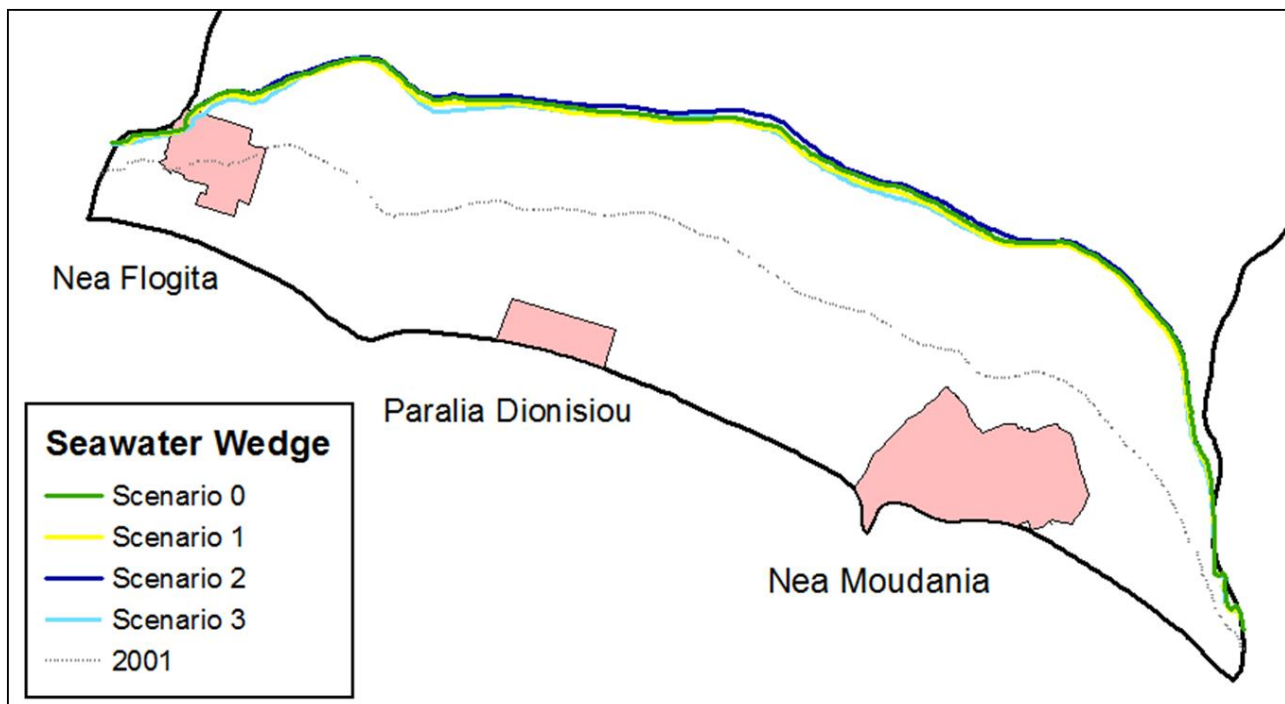 Nea Flogita
Paralia Dionisiou
Nea Moudania
Seawater Wedge
Scenario 0
Scenario 1
Scenario 2
Scenario 3
2001